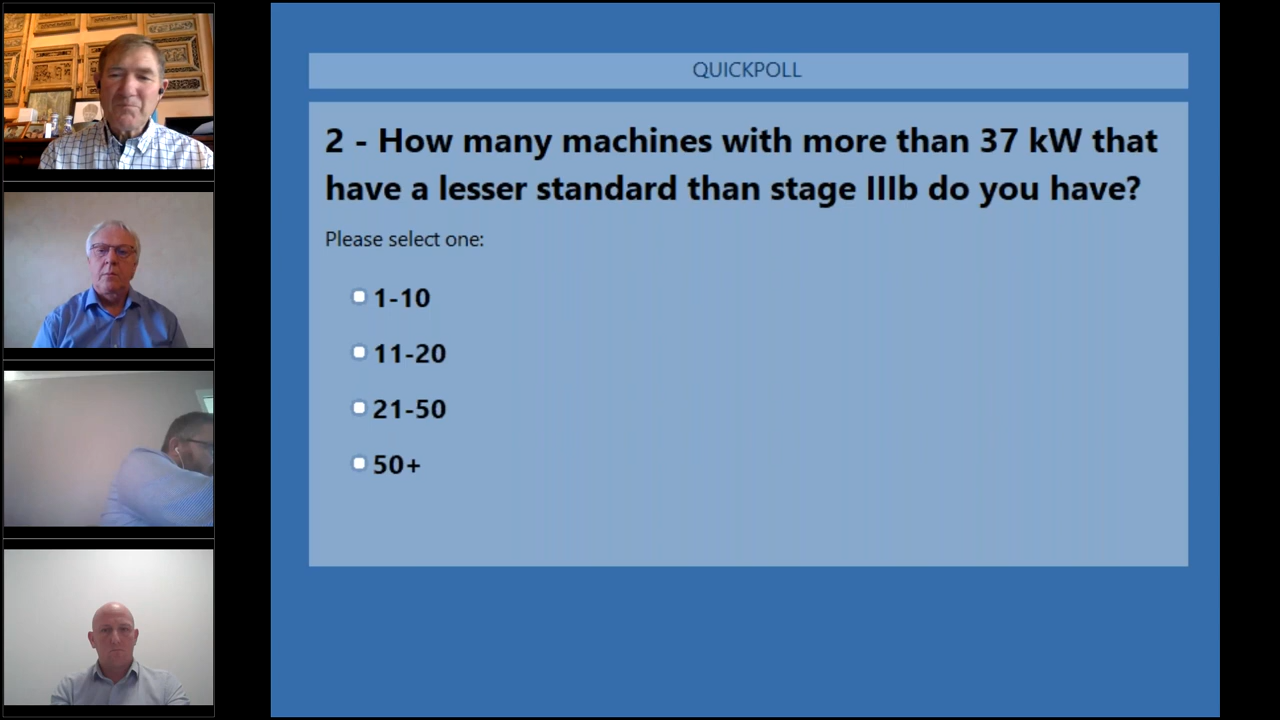 QUICKPOLL
2 - How many machines with more than 37 kW that
have a lesser standard than stage IIIb do you have?
Please select one:
1-10
11-20
21-50
50+